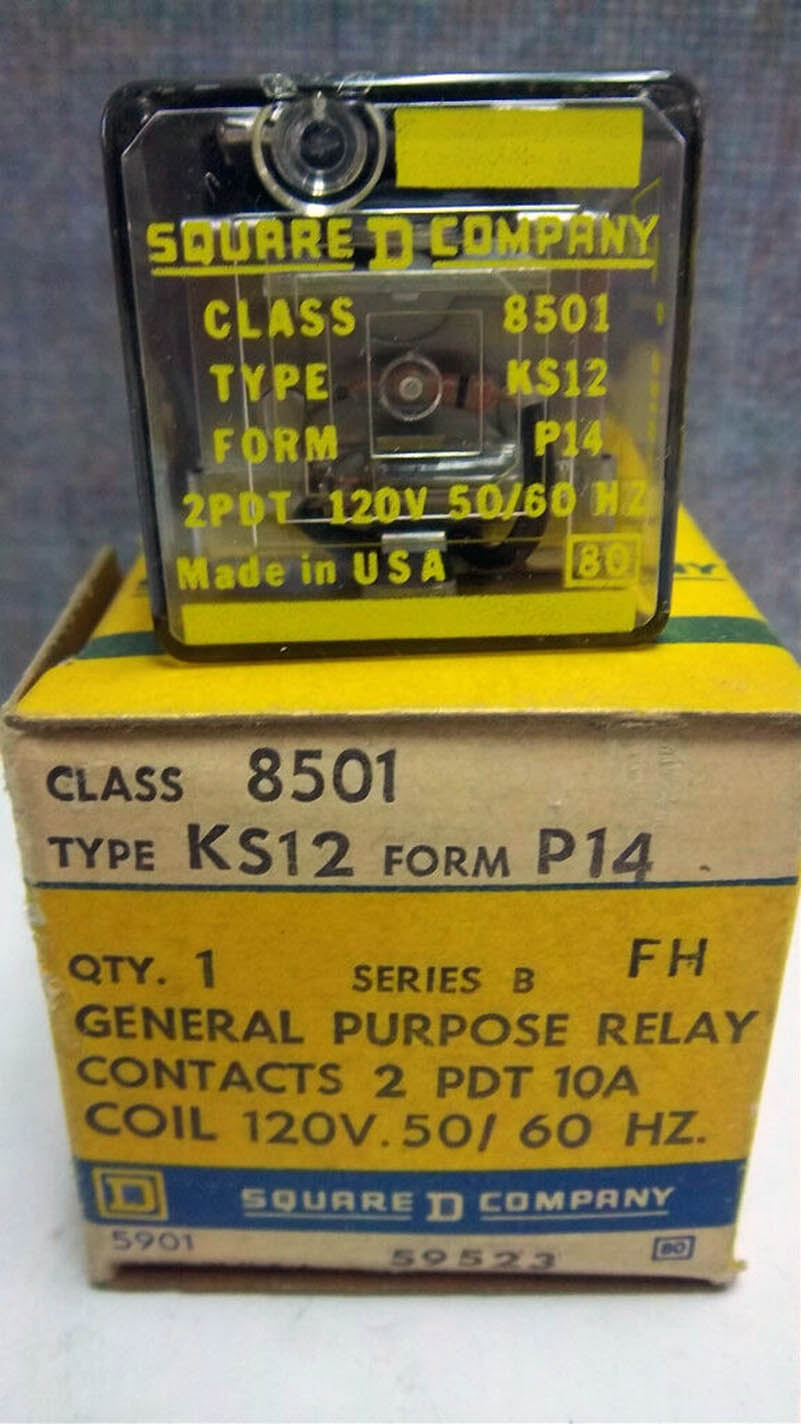 SQUARE D COMPANY
CLASS 8501
TYPE KS12
FORM P14
2PDT 120V 50/60 HZ
Made in USA 80
CLASS 8501
TYPE KS12 FORM P14
QTY. 1 SERIES B FH
GENERAL PURPOSE RELAY
CONTACTS 2 PDT 10A
COIL 120V. 50/ 60 HZ.
D SQUARE D COMPANY
5901 59523 80